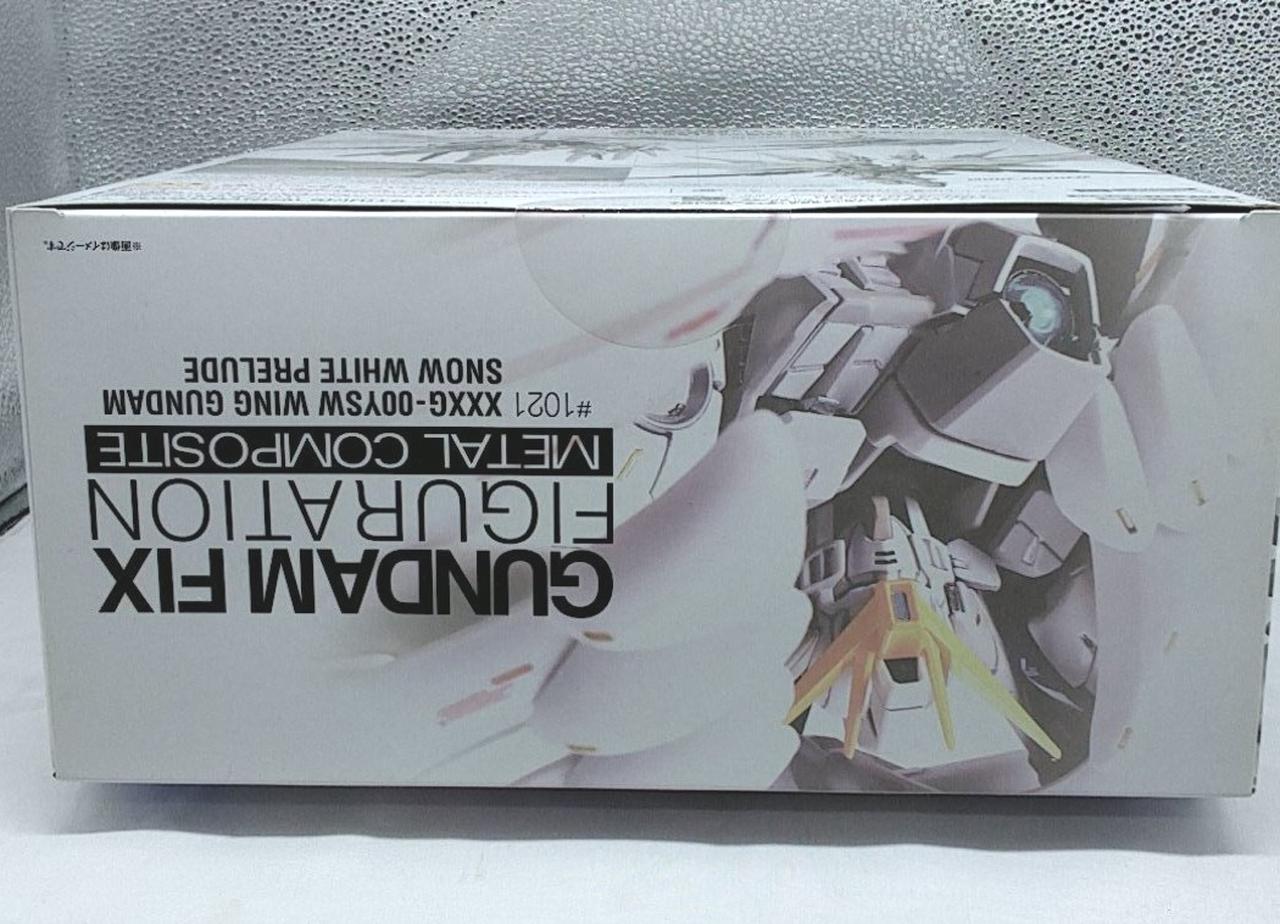 GUNDAM FIX
FIGURATION
METAL COMPOSITE
#1021 XXXG-00YSW WING GUNDAM
SNOW WHITE PRELUDE
※画像はイメージです。